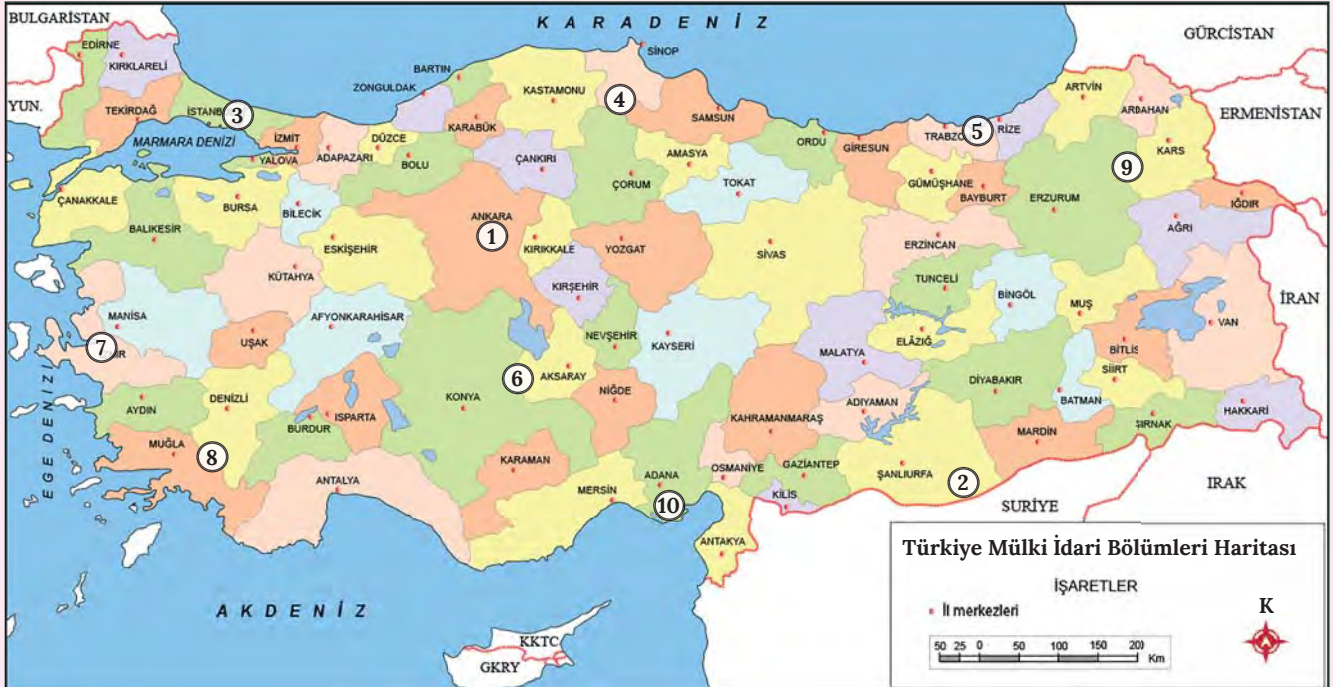 BULGARİSTAN
KARADENİZ
GÜRCİSTAN
ERMENİSTAN
YUN.
İRAN
IRAK
SURİYE
EDİRNE
KIRKLARELİ
TEKİRDAĞ
İSTANB
3
MARMARA DENİZİ
YALOVA
İZMİT
ADAPAZARI
DÜZCE
BOLU
ZONGULDAK
BARTIN
KARABÜK
KASTAMONU
SİNOP
4
SAMSUN
ÇANKIRI
ÇORUM
AMASYA
TOKAT
ORDU
GİRESUN
TRABZO
5
RİZE
ARTVİN
ARDAHAN
KARS
9
IĞDIR
GÜMÜŞHANE
BAYBURT
ERZURUM
AĞRI
ÇANAKKALE
BALIKESİR
BURSA
BİLECİK
ESKİŞEHİR
KÜTAHYA
ANKARA
1
KIRIKKALE
YOZGAT
KIRŞEHİR
SİVAS
ERZİNCAN
TUNCELİ
BİNGÖL
MUŞ
VAN
BİTLİS
MANİSA
7
UŞAK
AFYONKARAHİSAR
NEVŞEHİR
KAYSERİ
MALATYA
ELÂZIĞ
SİİRT
BATMAN
DİYABAKIR
HAKKARİ
ŞIRNAK
MARDİN
6
AKSARAY
NİĞDE
KONYA
EGE DENİZİ
AYDIN
DENİZLİ
MUĞLA
8
BURDUR
ISPARTA
ANTALYA
KARAMAN
MERSİN
ADANA
10
OSMANİYE
KAHRAMANMARAŞ
ADIYAMAN
GAZİANTEP
KİLİS
ŞANLIURFA
2
ANTAKYA
AKDENİZ
KKTC
GKRY
Türkiye Mülki İdari Bölümleri Haritası
İŞARETLER
İl merkezleri
K
50 25 0 50 100 150 200
Km